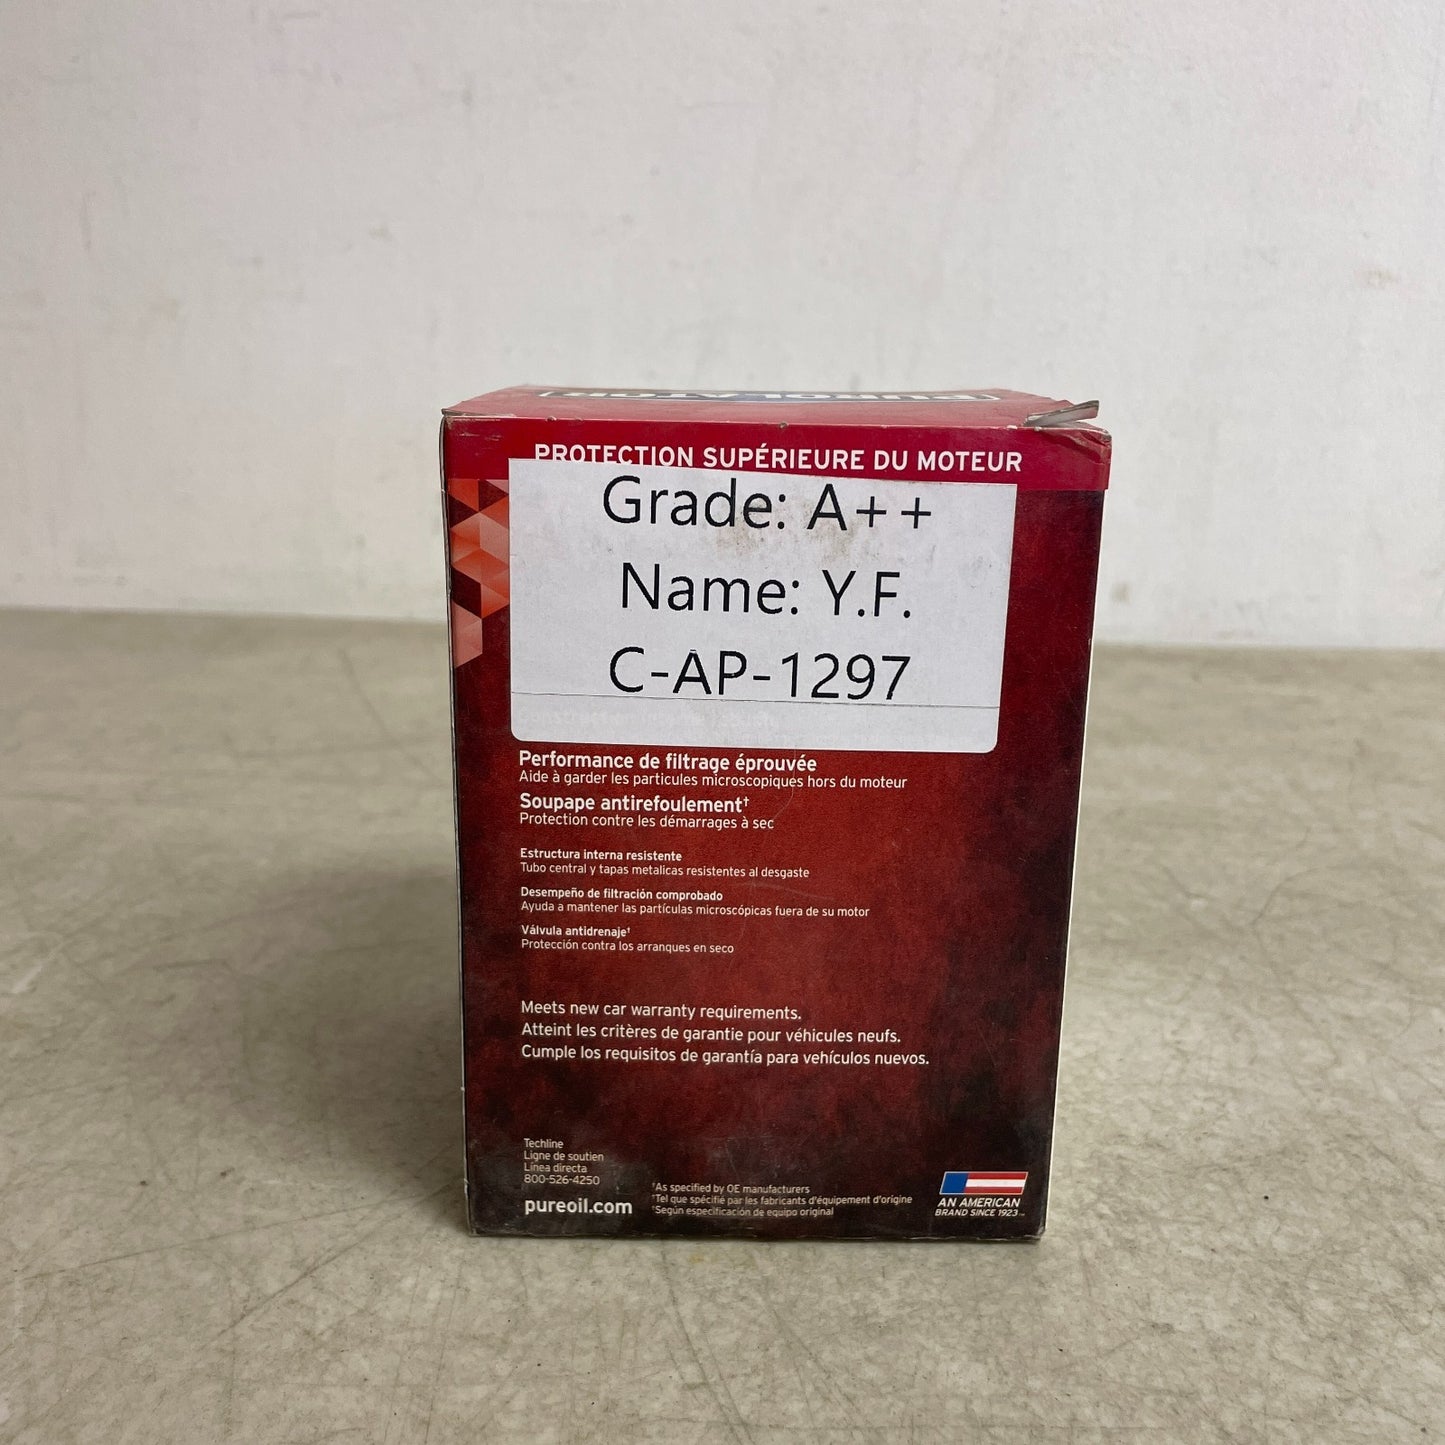 PUROLATOR
PROTECTION SUPÉRIEURE DU MOTEUR
Grade: A++
Name: Y.F.
C-AP-1297
Performance de filtrage éprouvée
Aide à garder les particules microscopiques hors du moteur
Soupape antirefoulement†
Protection contre les démarrages à sec
Estructura interna resistente
Tubo central y tapas metalicas resistentes al desgaste
Desempeño de filtración comprobado
Ayuda a mantener las partículas microscópicas fuera de su motor
Válvula antidrenaje†
Protección contra los arranques en seco
Meets new car warranty requirements.
Atteint les critères de garantie pour véhicules neufs.
Cumple los requisitos de garantía para vehículos nuevos.
Techline
Ligne de soutien
Línea directa
800-526-4250
pureoil.com
†As specified by OE manufacturers
†Tel que spécifié par les fabricants d'équipement d'origine
†Según especificación de equipo original
AN AMERICAN
BRAND SINCE 1923™